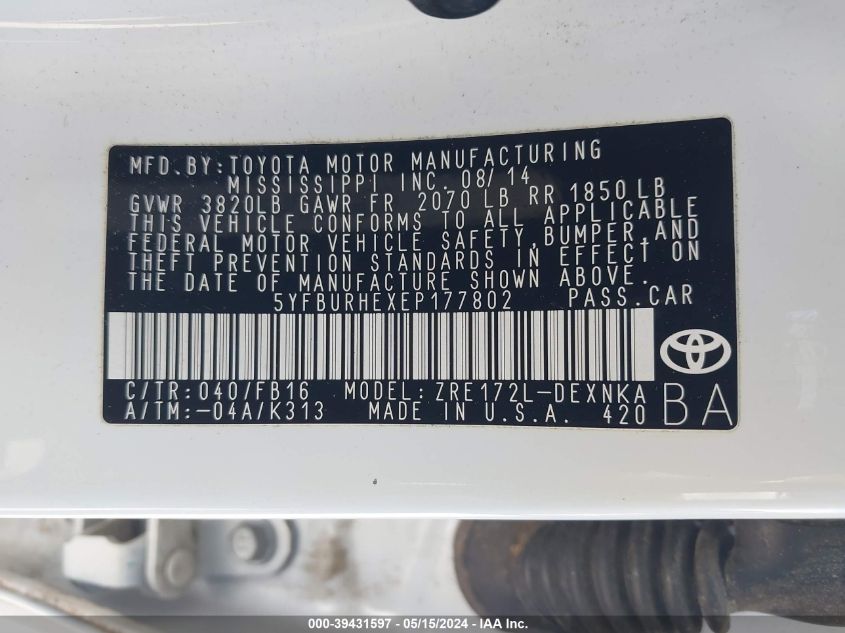 MFD.BY:TOYOTA MOTOR MANUFACTURING
MISSISSIPPI INC. 08/14
GVWR 3820LB GAWR FR 2070 LB RR 1850 LB
THIS VEHICLE CONFORMS TO ALL APPLICABLE
FEDERAL MOTOR VEHICLE SAFETY,BUMPER,AND
THEFT PREVENTION STANDARDS IN EFFECT ON
THE DATE OF MANUFACTURE SHOWN ABOVE.
5YFBURHEXEP177802 PASS.CAR
C/TR:040/FB16 MODEL:ZRE172L-DEXNKA
A/TM:-04A/K313 MADE IN U.S.A. 420
BA
000-39431597 - 05/15/2024 - IAA Inc.